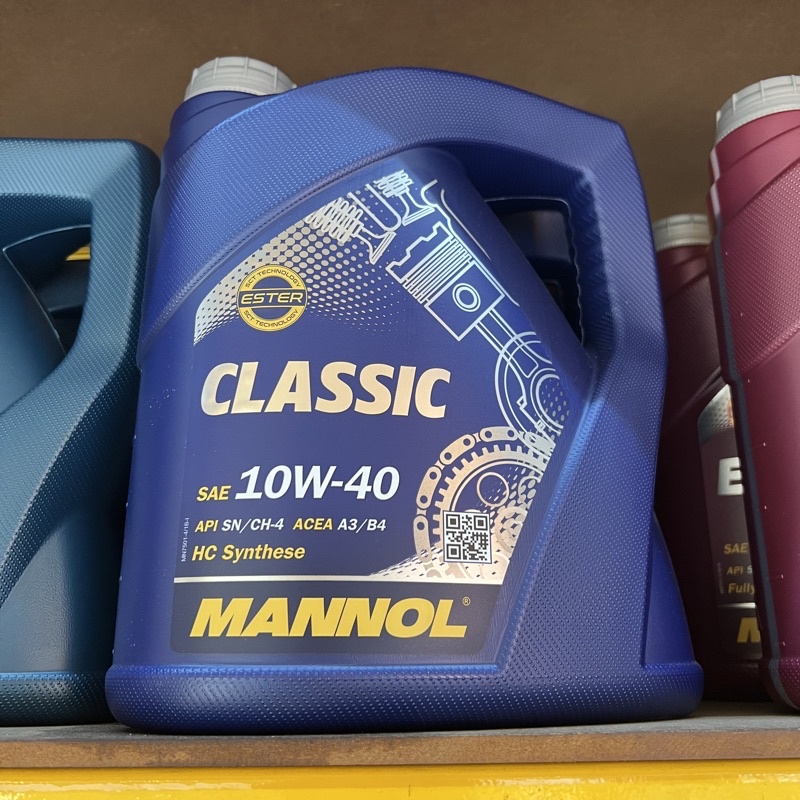 SCT TECHNOLOGY
ESTER
SCT TECHNOLOGY
CLASSIC
SAE 10W-40
API SN/CH-4 ACEA A3/B4
HC Synthese
MANNOL®
SAE
API
Fully